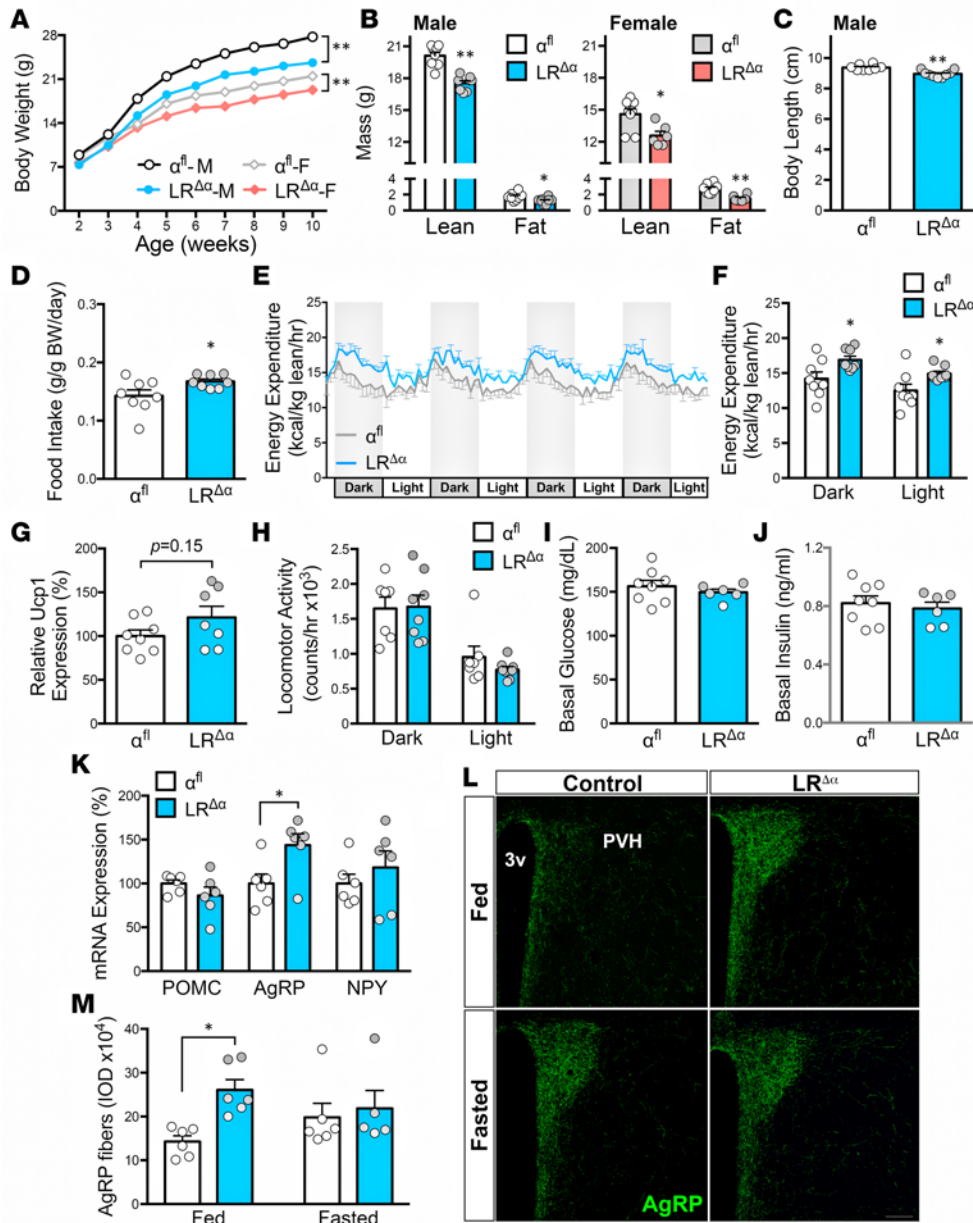 A
Body Weight (g)
28
21
14
7
0
**
**
αfl-M
αfl-F
LRΔα-M
LRΔα-F
2 3 4 5 6 7 8 9 10
Age (weeks)
B
Male
Female
Mass (g)
21
18
15
12
4
2
0
**
*
αfl
LRΔα
Lean
Fat
21
18
15
12
4
2
0
*
**
αfl
LRΔα
Lean
Fat
C
Male
Body Length (cm)
15
10
5
0
**
αfl
LRΔα
D
Food Intake (g/g BW/day)
0.3
0.2
0.1
0.0
*
αfl
LRΔα
E
Energy Expenditure
(kcal/kg lean/hr)
25
20
15
10
5
0
αfl
LRΔα
Dark Light Dark Light Dark Light Dark Light
F
αfl
LRΔα
Energy Expenditure
(kcal/kg lean/hr)
25
20
15
10
5
0
*
*
Dark
Light
G
Relative Ucp1
Expression (%)
200
150
100
50
0
p=0.15
αfl
LRΔα
H
Locomotor Activity
(counts/hr x10³)
2.5
2.0
1.5
1.0
0.5
0
αfl
LRΔα
Dark
Light
I
Basal Glucose (mg/dL)
200
150
100
50
0
αfl
LRΔα
J
Basal Insulin (ng/ml)
1.2
0.8
0.4
0.0
αfl
LRΔα
K
αfl
LRΔα
mRNA Expression (%)
200
150
100
50
0
*
POMC
AgRP
NPY
L
Control
LRΔα
Fed
Fasted
3v
PVH
AgRP
M
AgRP fibers (IOD x10⁴)
40
30
20
10
0
*
Fed
Fasted